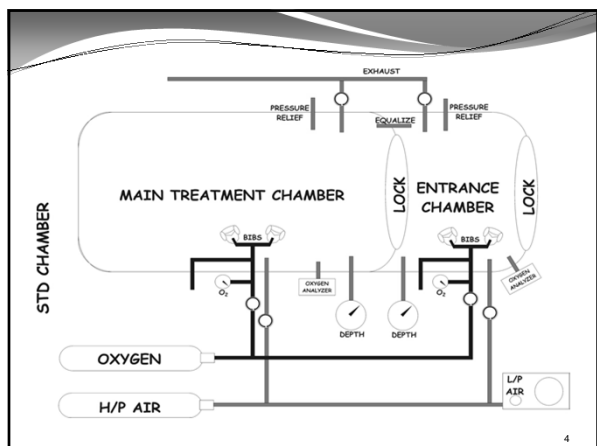 EXHAUST
PRESSURE
RELIEF
EQUALIZE
PRESSURE
RELIEF
MAIN TREATMENT CHAMBER
LOCK
ENTRANCE
CHAMBER
LOCK
STD CHAMBER
BIBS
BIBS
O₂
OXYGEN
ANALYZER
DEPTH
DEPTH
O₂
OXYGEN
ANALYZER
OXYGEN
H/P AIR
L/P
AIR
4